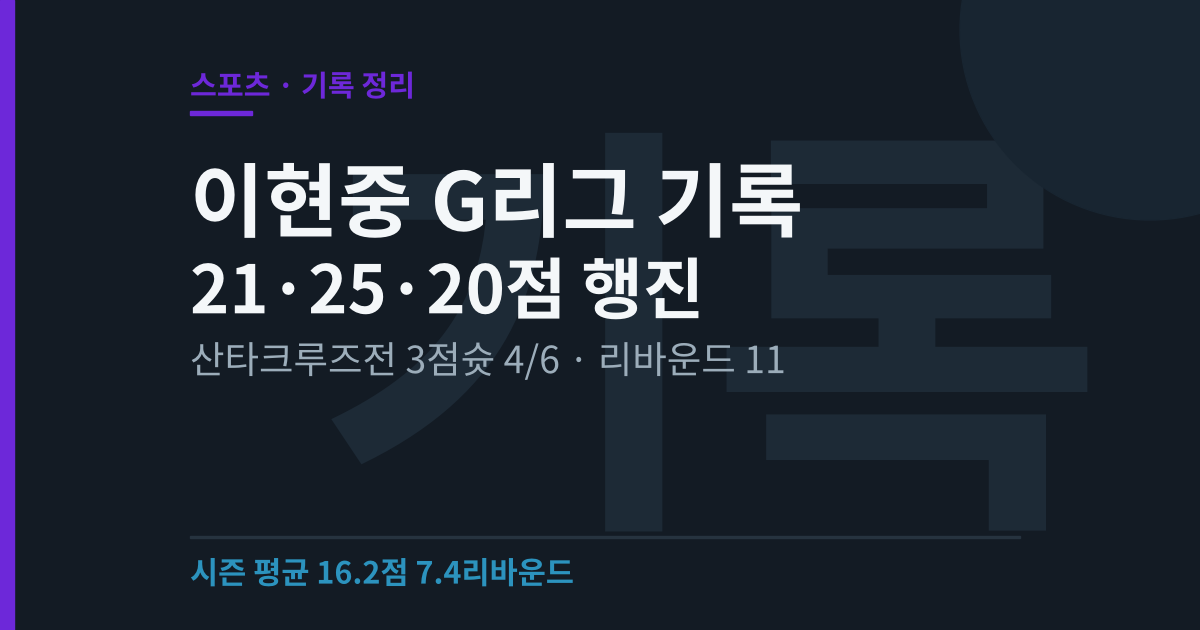 스포츠 · 기록 정리
이현중 G리그 기록
21·25·20점 행진
산타크루즈전 3점슛 4/6 · 리바운드 11
시즌 평균 16.2점 7.4리바운드
기록